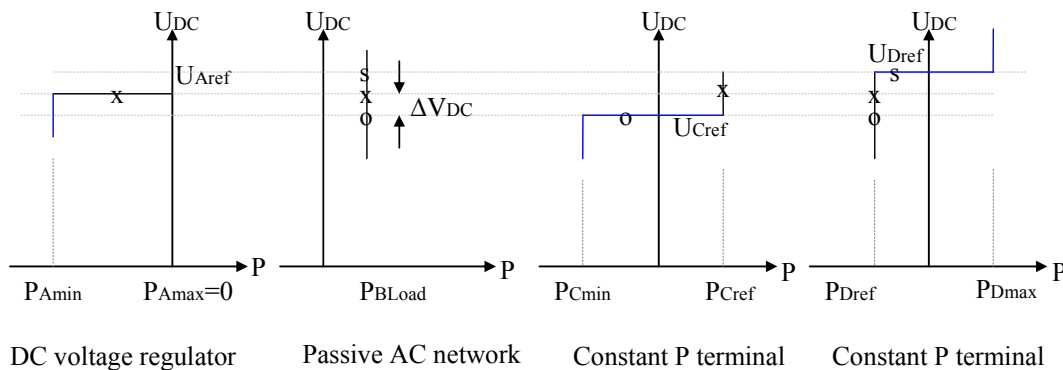 UDC
UDC
UDC
UDC
UAref
s
x
o
ΔVDC
x
x
o
UCref
UDref
s
x
o
P
P
P
P
PAmin
PAmax=0
PBLoad
PCmin
PCref
PDref
PDmax
DC voltage regulator
Passive AC network
Constant P terminal
Constant P terminal